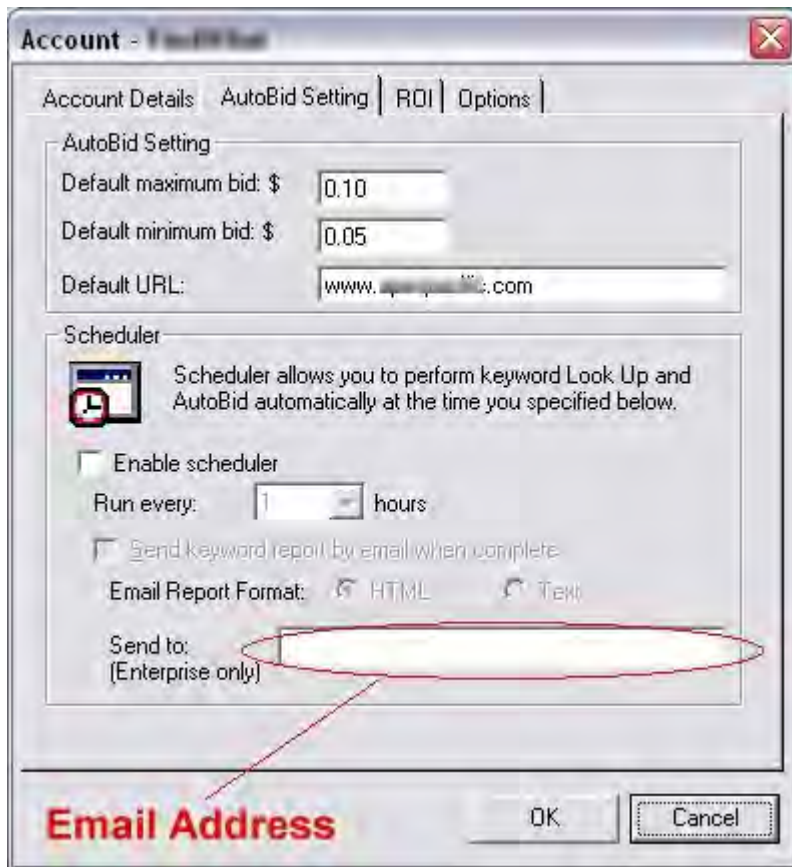 Account -
Account Details AutoBid Setting ROI Options
AutoBid Setting
Default maximum bid: $ 0.10
Default minimum bid: $ 0.05
Default URL: www. .com
Scheduler
Scheduler allows you to perform keyword Look Up and
AutoBid automatically at the time you specified below.
Enable scheduler
Run every: 1 hours
Send keyword report by email when complete
Email Report Format: HTML Text
Send to:
(Enterprise only)
Email Address
OK Cancel